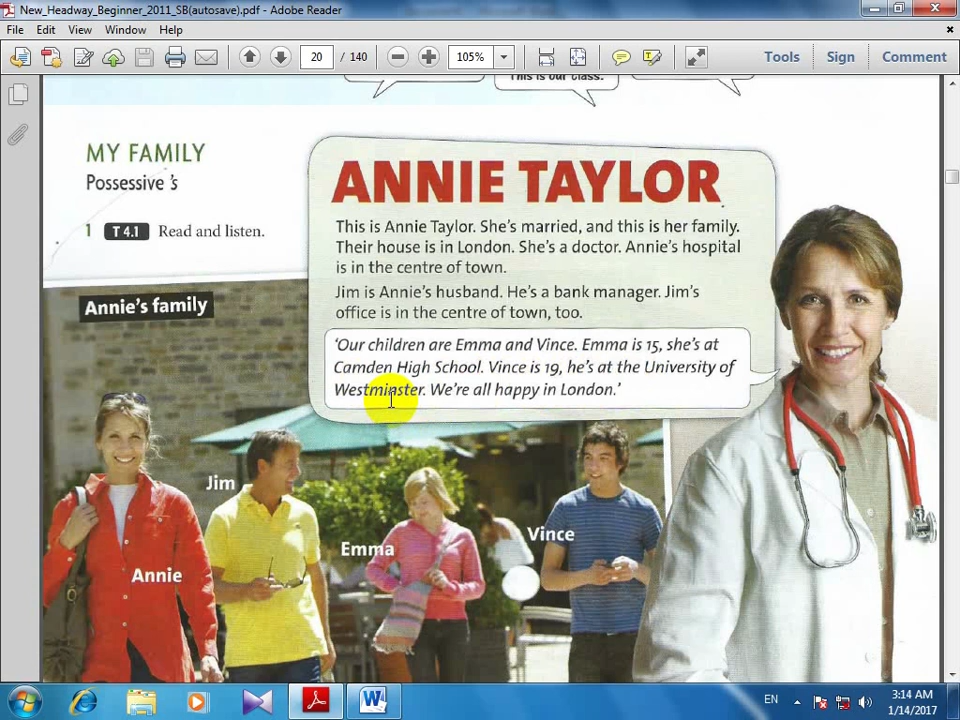 New_Headway_Beginner_2011_SB(autosave).pdf - Adobe Reader
File Edit View Window Help
20 / 140 105% Tools Sign Comment
This is our class.
MY FAMILY
Possessive 's
1 T 4.1 Read and listen.
ANNIE TAYLOR
This is Annie Taylor. She's married, and this is her family.
Their house is in London. She's a doctor. Annie's hospital
is in the centre of town.
Jim is Annie's husband. He's a bank manager. Jim's
office is in the centre of town, too.
'Our children are Emma and Vince. Emma is 15, she's at
Camden High School. Vince is 19, he's at the University of
Westminster. We're all happy in London.'
Annie's family
Jim
Emma
Vince
Annie
EN 3:14 AM
1/14/2017